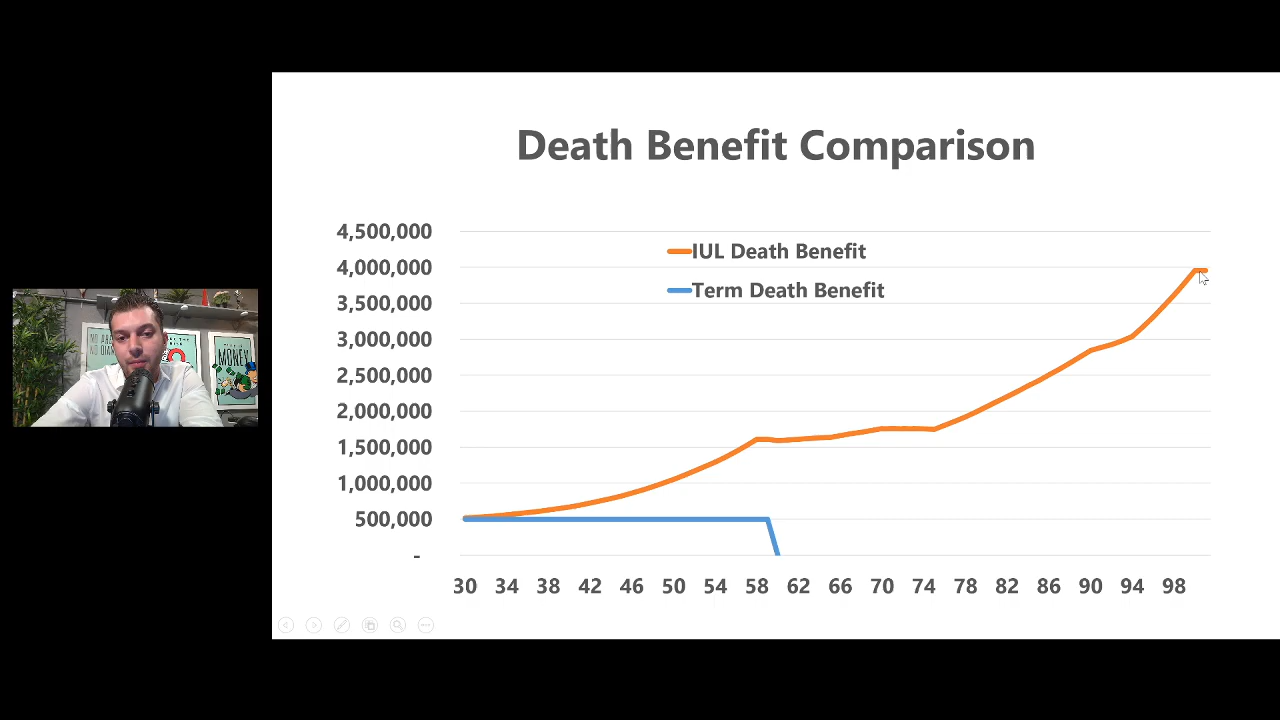 Death Benefit Comparison
4,500,000
4,000,000
3,500,000
3,000,000
2,500,000
2,000,000
1,500,000
1,000,000
500,000
-
IUL Death Benefit
Term Death Benefit
30 34 38 42 46 50 54 58 62 66 70 74 78 82 86 90 94 98
MONEY